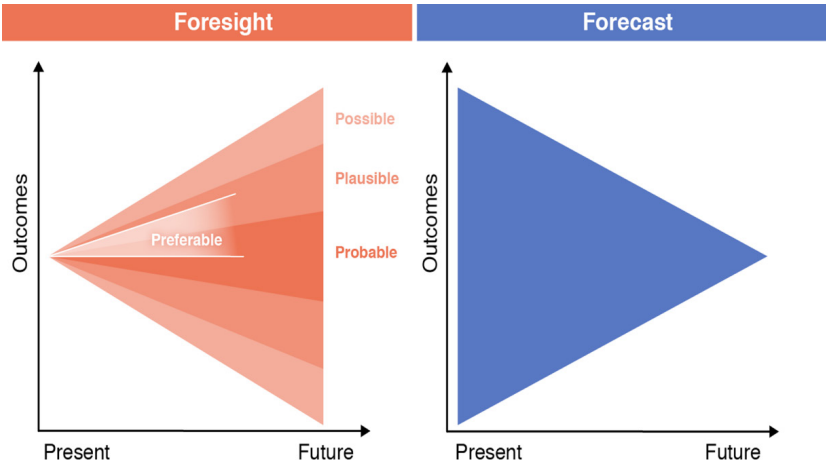 Foresight
Outcomes
Possible
Plausible
Preferable
Probable
Present
Future
Forecast
Outcomes
Present
Future